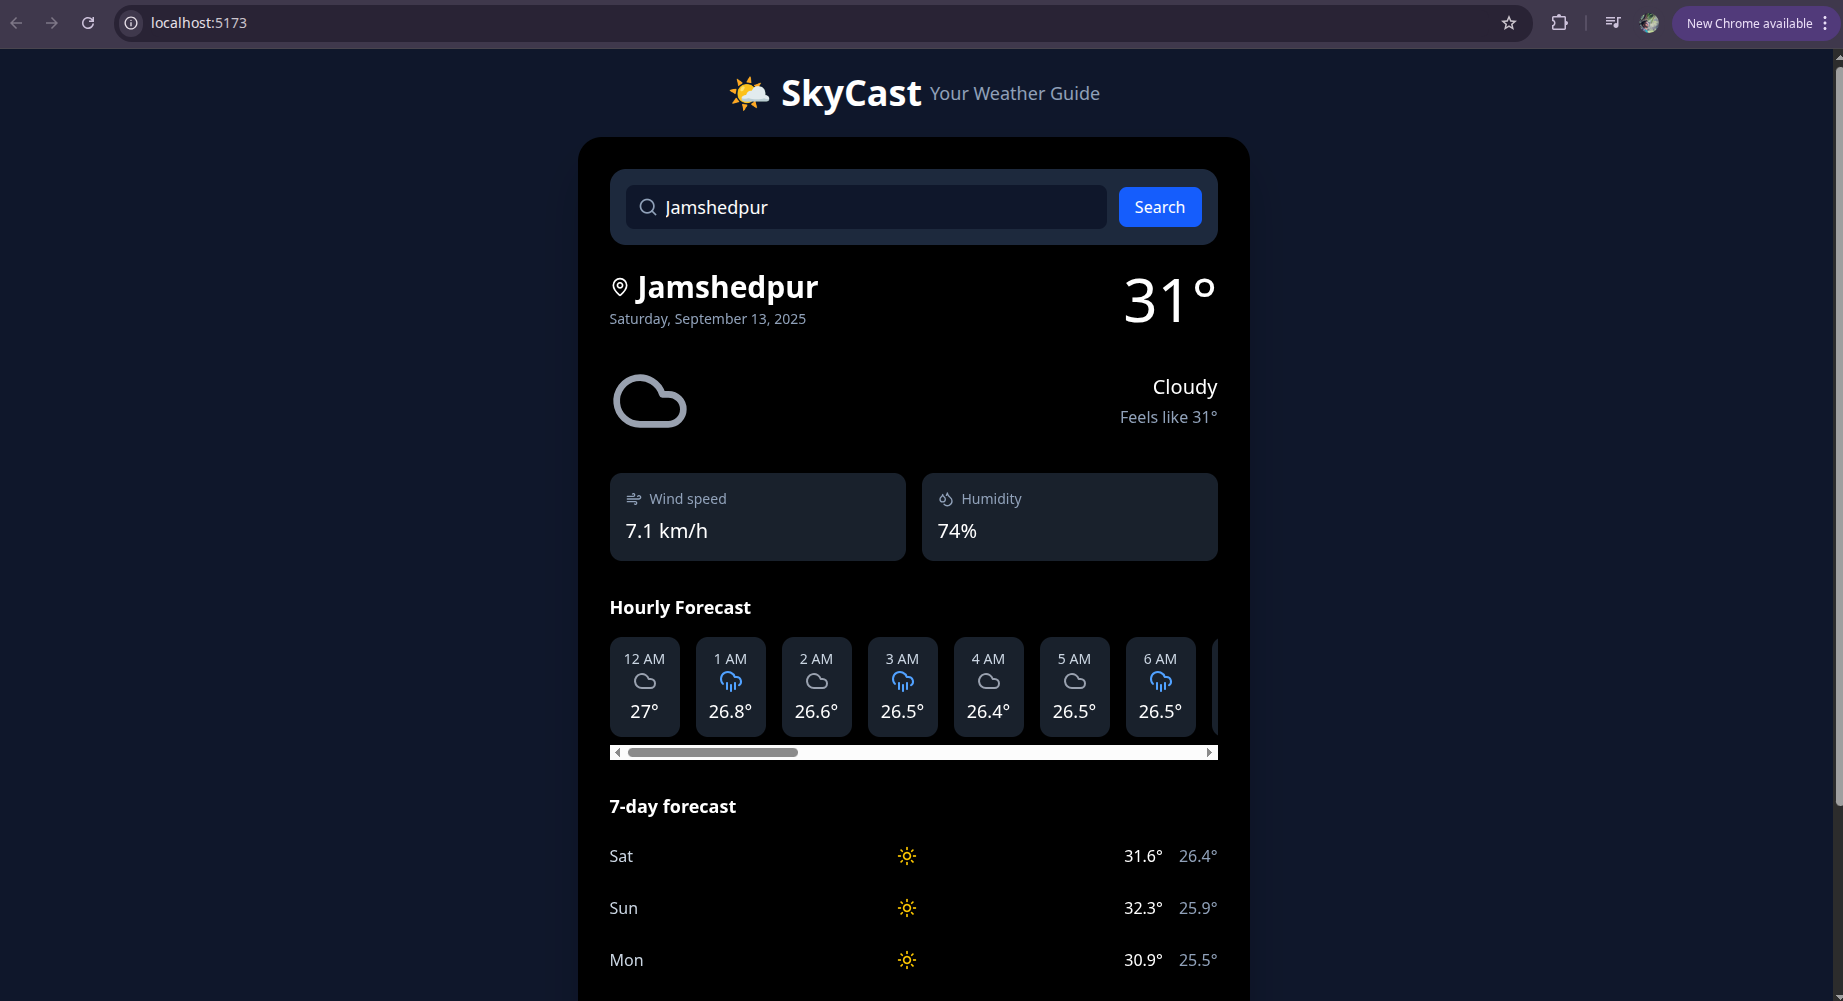 localhost:5173
New Chrome available
SkyCast Your Weather Guide
Jamshedpur
Search
Jamshedpur
31°
Saturday, September 13, 2025
Cloudy
Feels like 31°
Wind speed
7.1 km/h
Humidity
74%
Hourly Forecast
12 AM 1 AM 2 AM 3 AM 4 AM 5 AM 6 AM
27° 26.8° 26.6° 26.5° 26.4° 26.5° 26.5°
7-day forecast
Sat 31.6° 26.4°
Sun 32.3° 25.9°
Mon 30.9° 25.5°